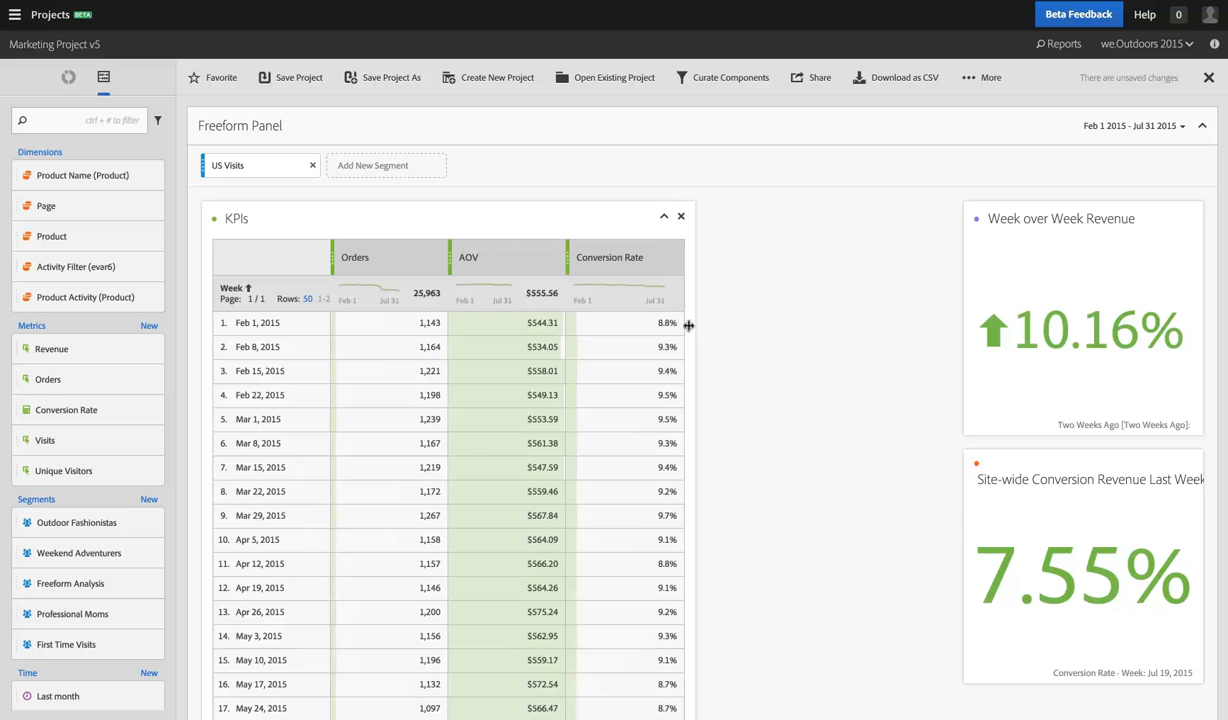 Projects BETA
Beta Feedback Help 0
Marketing Project v5
Reports we.Outdoors 2015
Favorite Save Project Save Project As Create New Project Open Existing Project Curate Components Share Download as CSV More There are unsaved changes.
ctrl + # to filter
Dimensions
Product Name (Product)
Page
Product
Activity Filter (evar6)
Product Activity (Product)
Metrics New
Revenue
Orders
Conversion Rate
Visits
Unique Visitors
Segments New
Outdoor Fashionistas
Weekend Adventurers
Freeform Analysis
Professional Moms
First Time Visits
Time New
Last month
Freeform Panel
Feb 1 2015 - Jul 31 2015
US Visits
Add New Segment
KPIs
Orders AOV Conversion Rate
Week
Page: 1 / 1 Rows: 50 1-2
Feb 1 Jul 31 25,963
Feb 1 Jul 31 $555.56
Feb 1 Jul 31
1. Feb 1, 2015 1,143 $544.31 8.8%
2. Feb 8, 2015 1,164 $534.05 9.3%
3. Feb 15, 2015 1,221 $558.01 9.4%
4. Feb 22, 2015 1,198 $549.13 9.5%
5. Mar 1, 2015 1,239 $553.59 9.5%
6. Mar 8, 2015 1,167 $561.38 9.3%
7. Mar 15, 2015 1,219 $547.59 9.4%
8. Mar 22, 2015 1,172 $559.46 9.2%
9. Mar 29, 2015 1,267 $567.84 9.7%
10. Apr 5, 2015 1,158 $564.09 9.1%
11. Apr 12, 2015 1,157 $566.20 8.8%
12. Apr 19, 2015 1,146 $564.26 9.1%
13. Apr 26, 2015 1,200 $575.24 9.2%
14. May 3, 2015 1,156 $562.95 9.3%
15. May 10, 2015 1,196 $559.17 9.1%
16. May 17, 2015 1,132 $572.54 8.7%
17. May 24, 2015 1,097 $566.47 8.7%
Week over Week Revenue
10.16%
Two Weeks Ago [Two Weeks Ago]:
Site-wide Conversion Revenue Last Week
7.55%
Conversion Rate · Week: Jul 19, 2015